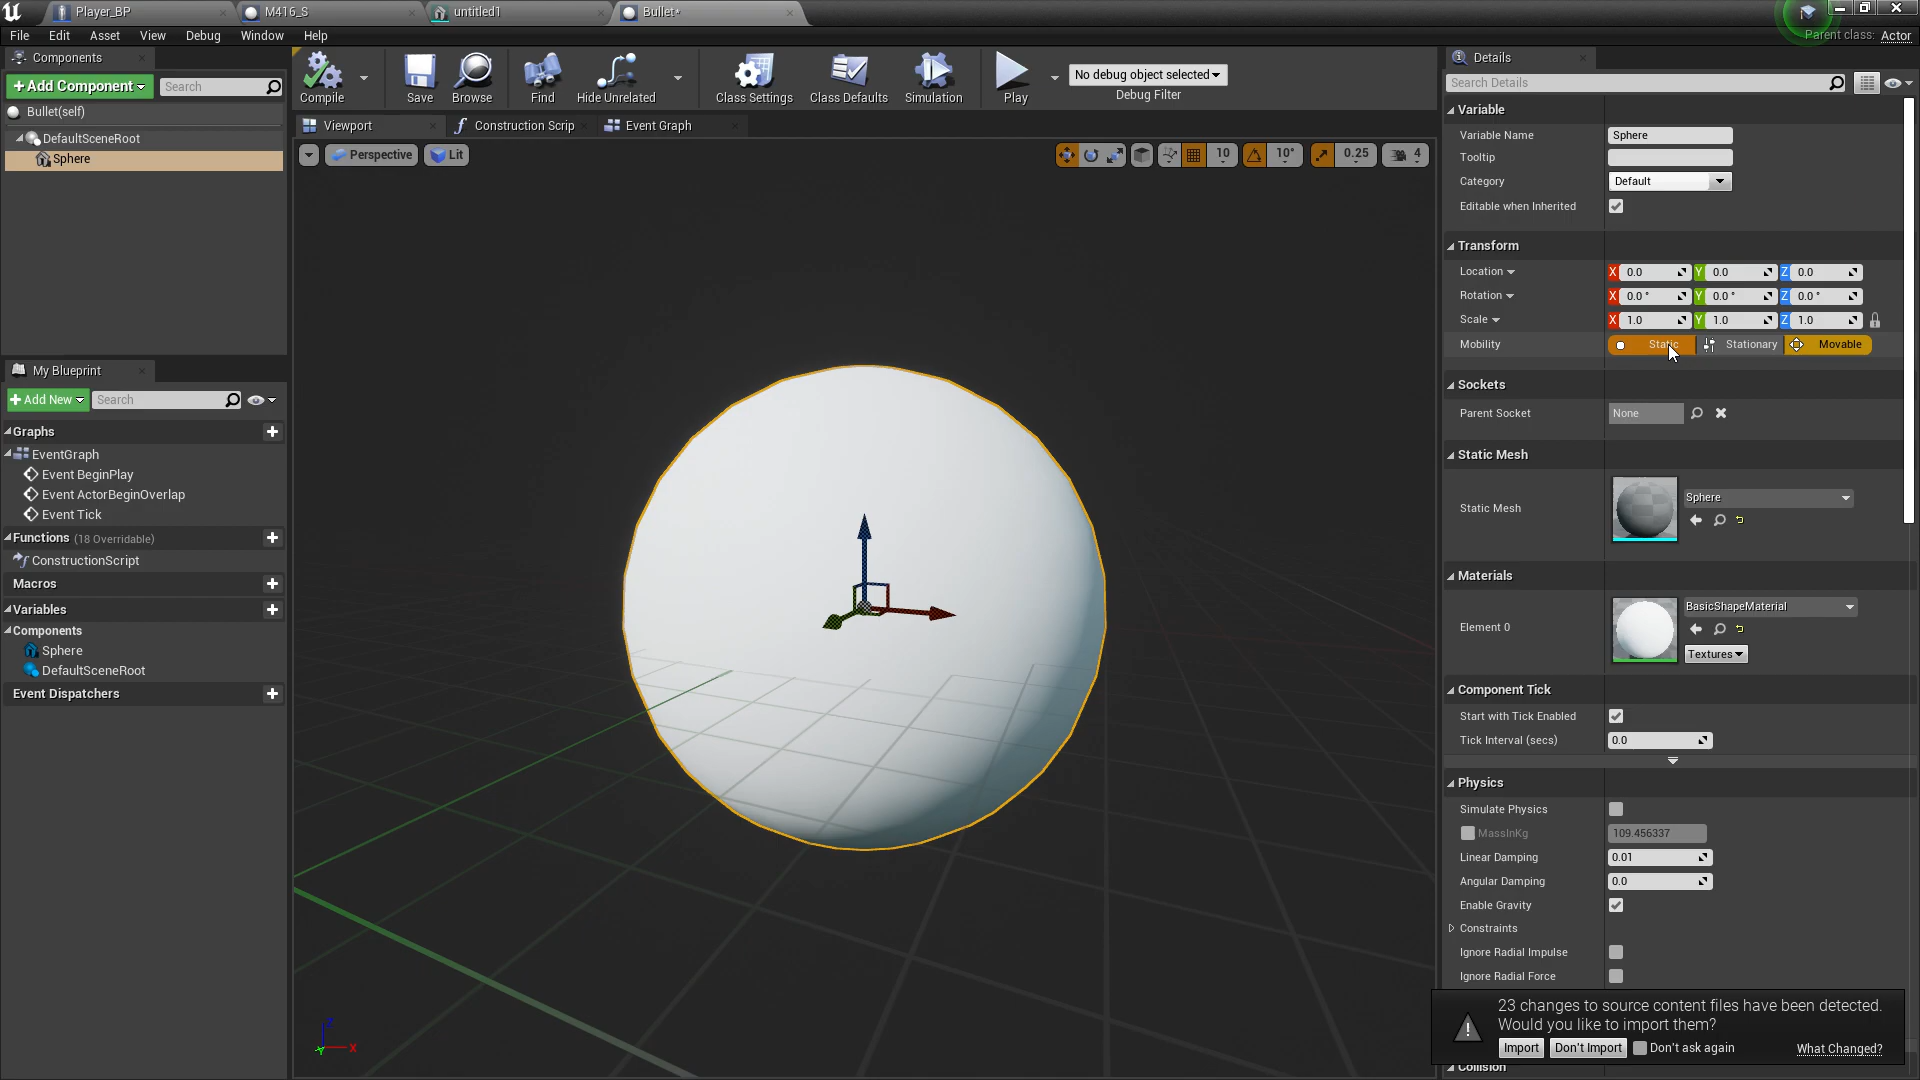 Player_BP
M416_S
untitled1
Bullet*
File Edit Asset View Debug Window Help
Parent class: Actor
Components
+ Add Component
Search
Bullet(self)
DefaultSceneRoot
Sphere
Compile
Save
Browse
Find
Hide Unrelated
Class Settings
Class Defaults
Simulation
Play
No debug object selected
Debug Filter
Viewport
Construction Scrip
Event Graph
Perspective
Lit
10
10°
0.25
4
My Blueprint
+ Add New
Search
Graphs
EventGraph
Event BeginPlay
Event ActorBeginOverlap
Event Tick
Functions (18 Overridable)
ConstructionScript
Macros
Variables
Components
Sphere
DefaultSceneRoot
Event Dispatchers
Z
X
Y
Details
Search Details
Variable
Variable Name Sphere
Tooltip
Category Default
Editable when Inherited
Transform
Location X 0.0 Y 0.0 Z 0.0
Rotation X 0.0 ° Y 0.0 ° Z 0.0 °
Scale X 1.0 Y 1.0 Z 1.0
Mobility Static Stationary Movable
Sockets
Parent Socket None
Static Mesh
Static Mesh Sphere
Materials
Element 0 BasicShapeMaterial
Textures
Component Tick
Start with Tick Enabled
Tick Interval (secs) 0.0
Physics
Simulate Physics
MassInKg 109.456337
Linear Damping 0.01
Angular Damping 0.0
Enable Gravity
Constraints
Ignore Radial Impulse
Ignore Radial Force
23 changes to source content files have been detected.
Would you like to import them?
Import Don't Import Don't ask again What Changed?
Collision